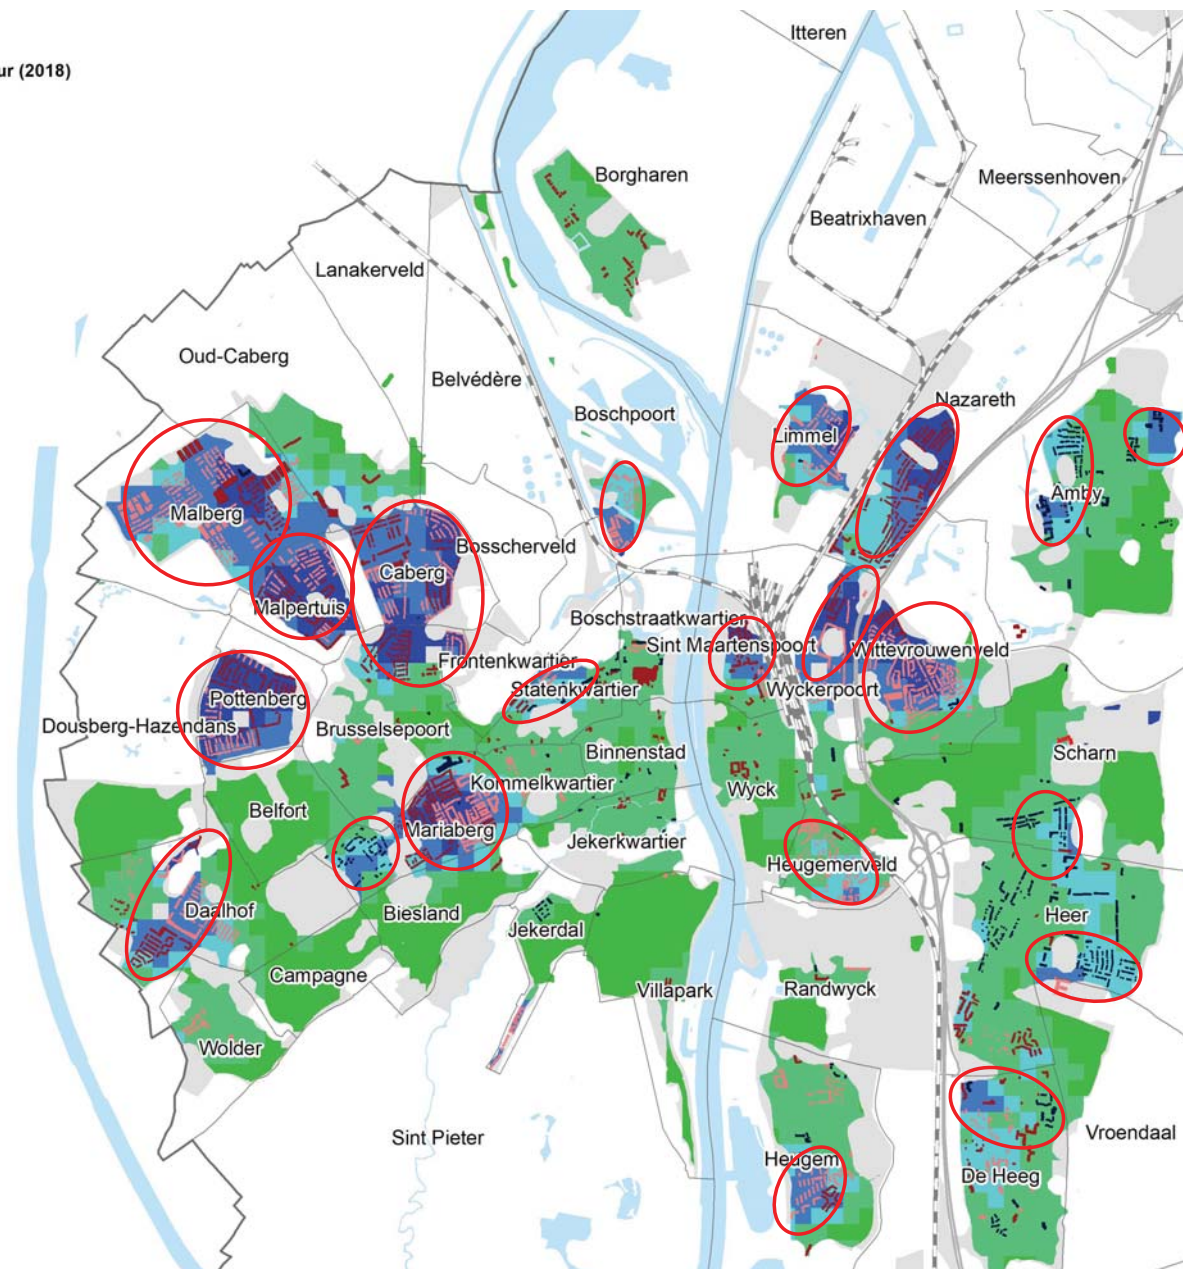 Itteren
ur (2018)
Borgharen
Meerssenhoven
Beatrixhaven
Lanakerveld
Oud-Caberg
Belvédère
Nazareth
Boschpoort
Limmel
Amby
Malberg
Bosscherveld
Caberg
Malpertuis
Boschstraatkwartier
Sint Maartenspoort
Wittevrouwenveld
Frontenkwartier
Statenkwartier
Wyckerpoort
Pottenberg
Dousberg-Hazendans
Brusselsepoort
Binnenstad
Scharn
Kommelkwartier
Wyck
Belfort
Mariaberg
Jekerkwartier
Heugemerveld
Daalhof
Biesland
Heer
Jekerdal
Campagne
Villapark
Randwyck
Wolder
Sint Pieter
Vroendaal
Heugem
De Heeg